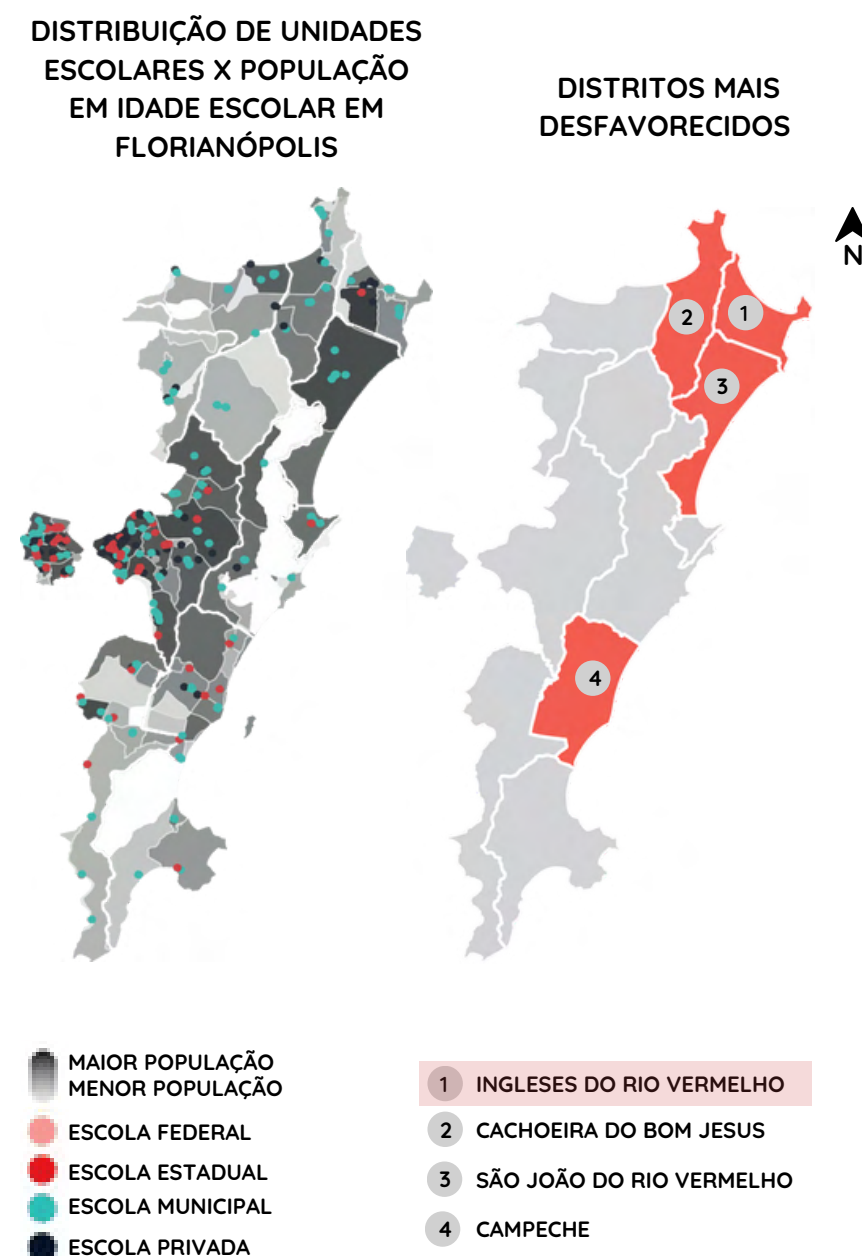 DISTRIBUIÇÃO DE UNIDADES
ESCOLARES X POPULAÇÃO
EM IDADE ESCOLAR EM
FLORIANÓPOLIS
DISTRITOS MAIS
DESFAVORECIDOS
N
1
2
3
4
MAIOR POPULAÇÃO
MENOR POPULAÇÃO
ESCOLA FEDERAL
ESCOLA ESTADUAL
ESCOLA MUNICIPAL
ESCOLA PRIVADA
1 INGLESES DO RIO VERMELHO
2 CACHOEIRA DO BOM JESUS
3 SÃO JOÃO DO RIO VERMELHO
4 CAMPECHE